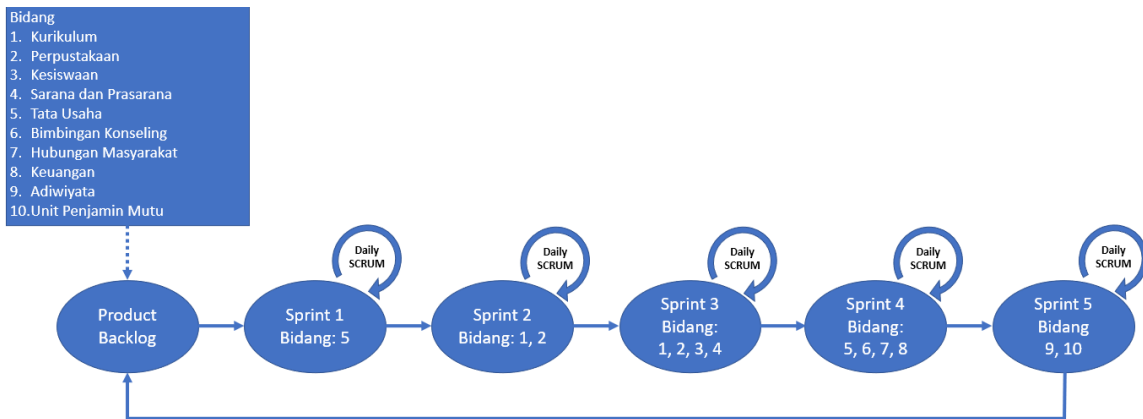 Bidang
1. Kurikulum
2. Perpustakaan
3. Kesiswaan
4. Sarana dan Prasarana
5. Tata Usaha
6. Bimbingan Konseling
7. Hubungan Masyarakat
8. Keuangan
9. Adiwiyata
10.Unit Penjamin Mutu
Product
Backlog
Daily
SCRUM
Sprint 1
Bidang: 5
Daily
SCRUM
Sprint 2
Bidang: 1, 2
Daily
SCRUM
Sprint 3
Bidang:
1, 2, 3, 4
Daily
SCRUM
Sprint 4
Bidang:
5, 6, 7, 8
Daily
SCRUM
Sprint 5
Bidang
9, 10